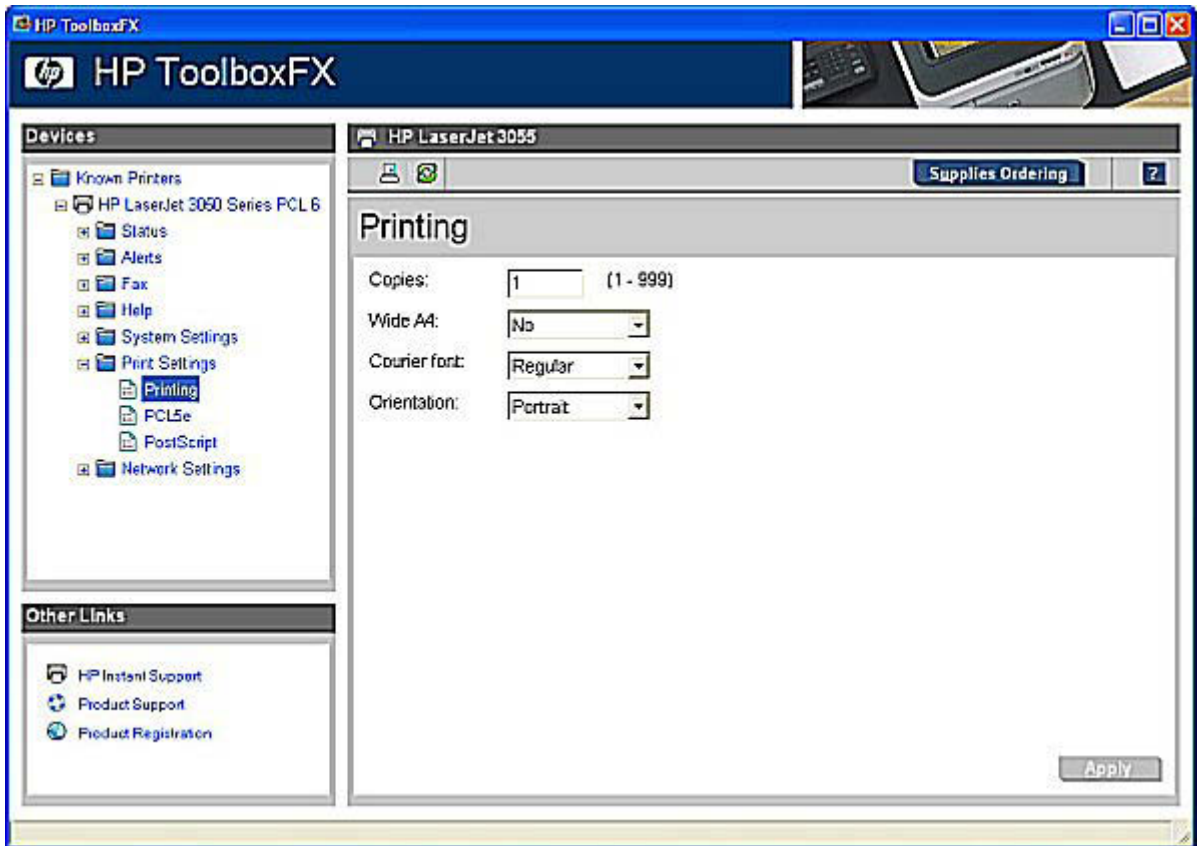 HP ToolboxFX
hp HP ToolboxFX
Devices
Known Printers
HP LaserJet 3050 Series PCL 6
Status
Alerts
Fax
Help
System Settings
Print Settings
Printing
PCL5e
PostScript
Network Settings
Other Links
HP Instant Support
Product Support
Product Registration
HP LaserJet 3055
Supplies Ordering ?
Printing
Copies: 1 (1 - 999)
Wide A4: No
Courier font: Regular
Orientation: Portrait
Apply